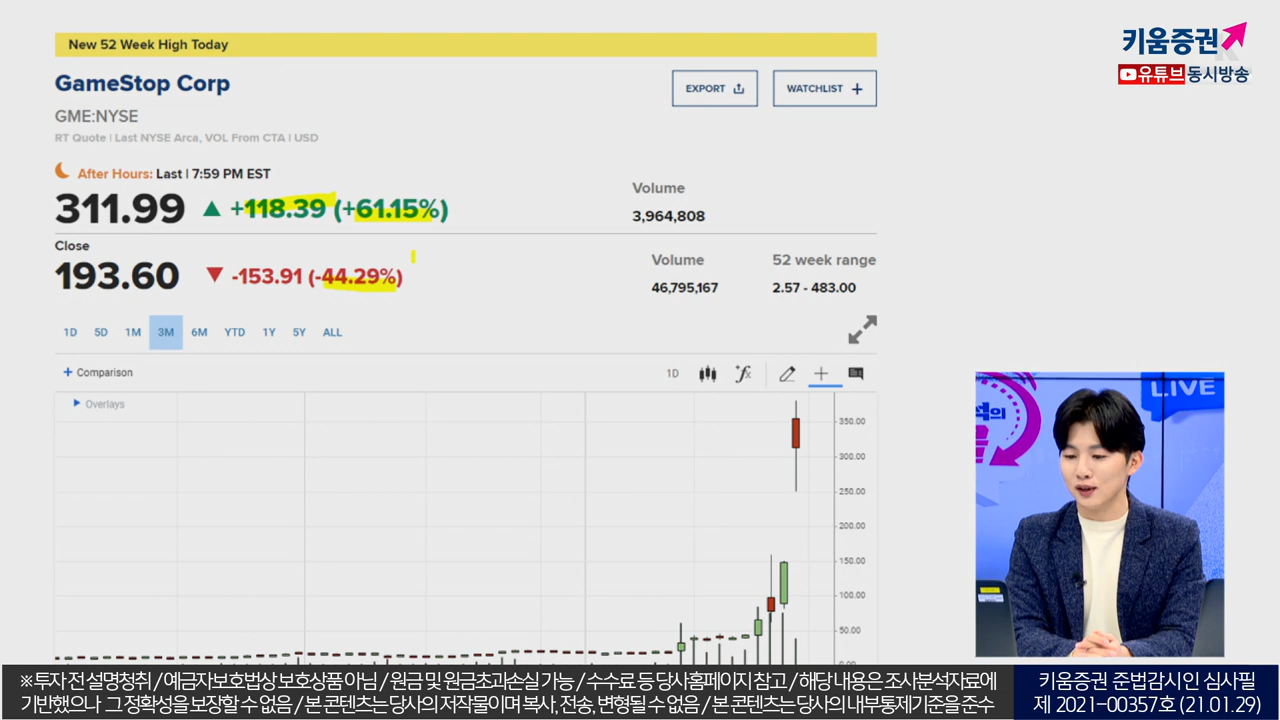 New 52 Week High Today
GameStop Corp
EXPORT
WATCHLIST +
GME:NYSE
RT Quote | Last NYSE Arca, VOL From CTA | USD
After Hours: Last | 7:59 PM EST
311.99 ▲ +118.39 (+61.15%)
Volume
3,964,808
Close
193.60 ▼ -153.91 (-44.29%)
Volume
46,795,167
52 week range
2.57 - 483.00
1D 5D 1M 3M 6M YTD 1Y 5Y ALL
+ Comparison
1D
Overlays
350.00
300.00
250.00
200.00
150.00
100.00
50.00
0.00
키움증권
유튜브동시방송
LIVE
※ 투자 전 설명청취 / 예금자보호법상 보호상품 아님 / 원금 및 원금초과손실 가능 / 수수료 등 당사홈페이지 참고 / 해당 내용은 조사분석자료에
기반했으나 그 정확성을 보장할 수 없음 / 본 콘텐츠는 당사의 저작물이며 복사, 전송, 변형될 수 없음 / 본 콘텐츠는 당사의 내부통제기준을 준수
키움증권 준법감시인 심사필
제 2021-00357호 (21.01.29)